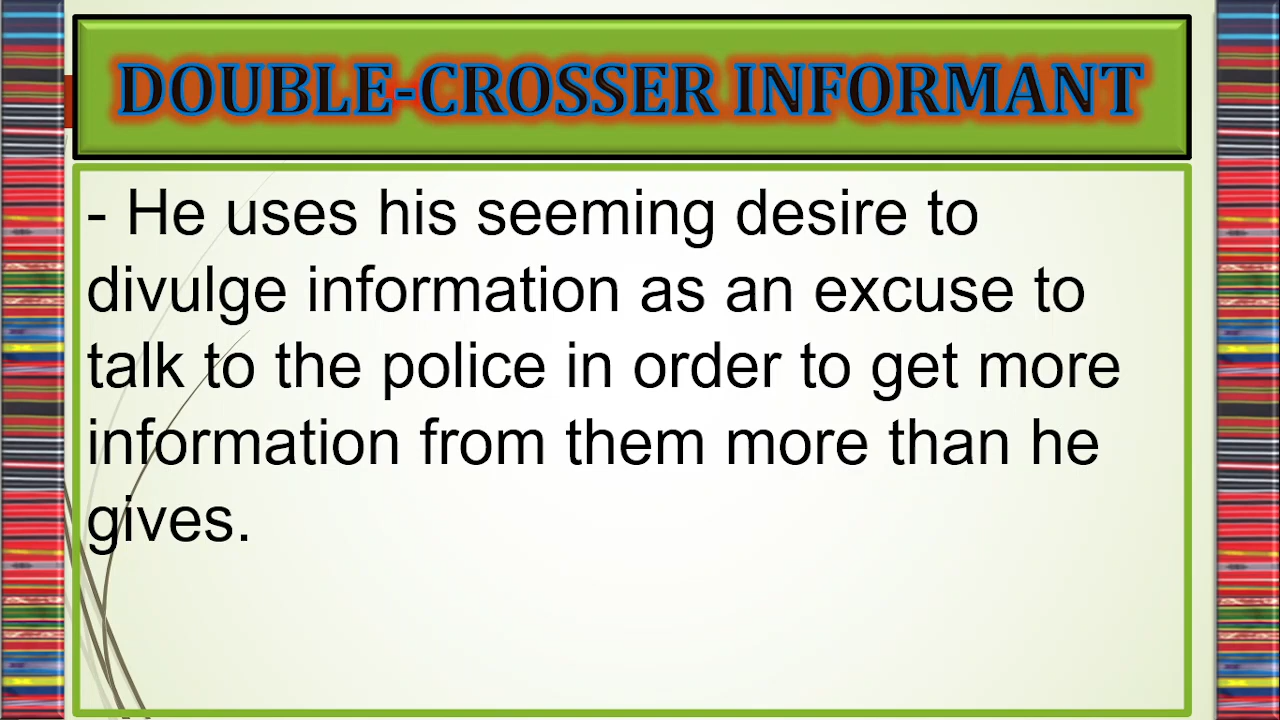 DOUBLE-CROSSER INFORMANT
- He uses his seeming desire to
divulge information as an excuse to
talk to the police in order to get more
information from them more than he
gives.